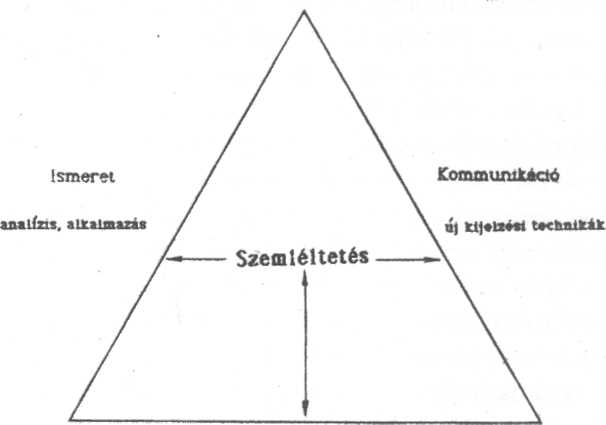 Ismeret
Kommunikáció
analízis, alkalmazás
új kijelzési technikák
Szemléltetés